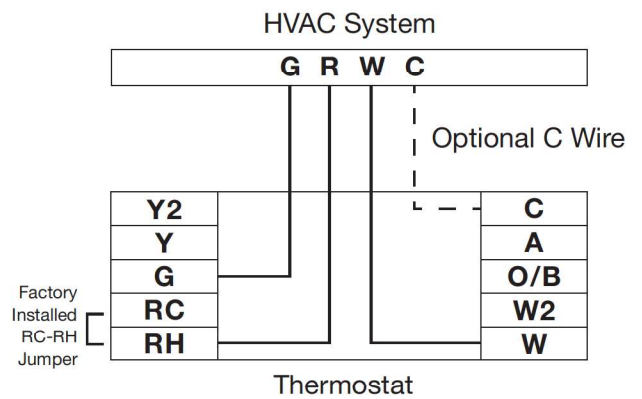 HVAC System
G R W C
Optional C Wire
Y2
Y
G
RC
RH
Factory
Installed
RC-RH
Jumper
C
A
O/B
W2
W
Thermostat